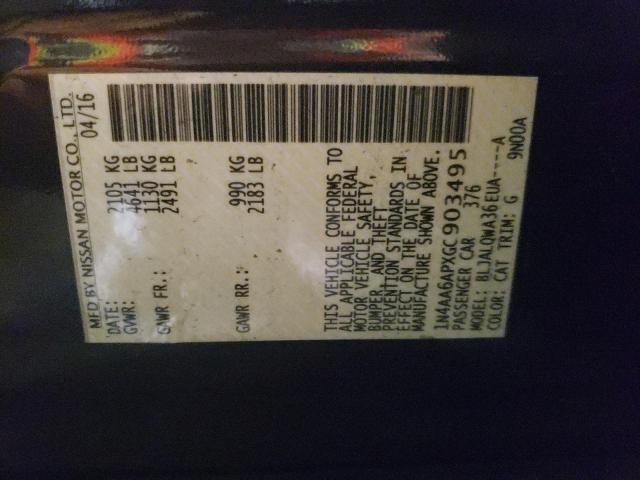 MFD BY NISSAN MOTOR CO., LTD.
DATE: 04/16
GVWR: 2105 KG
4641 LB
GAWR FR.: 1130 KG
2491 LB
GAWR RR.: 990 KG
2183 LB
THIS VEHICLE CONFORMS TO
ALL APPLICABLE FEDERAL
MOTOR VEHICLE SAFETY,
BUMPER, AND THEFT
PREVENTION STANDARDS IN
EFFECT ON THE DATE OF
MANUFACTURE SHOWN ABOVE.
1N4AA6APXGC903495
PASSENGER CAR 376
MODEL: BLJALQWA36EUA----A
COLOR: CAT TRIM: G 9N00A